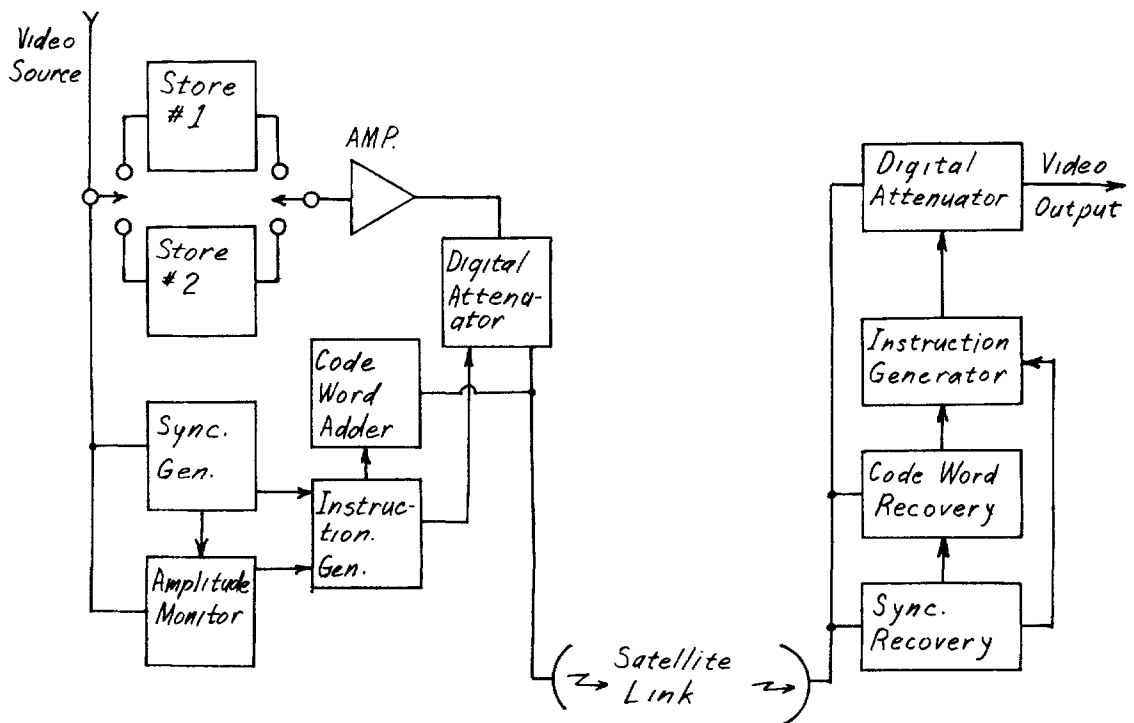 Video
Source
Store
#1
Store
#2
AMP.
Digital
Attenu-
ator
Code
Word
Adder
Sync.
Gen.
Instruc-
tion.
Gen.
Amplitude
Monitor
Satellite
Link
Digital
Attenuator
Video
Output
Instruction
Generator
Code Word
Recovery
Sync.
Recovery